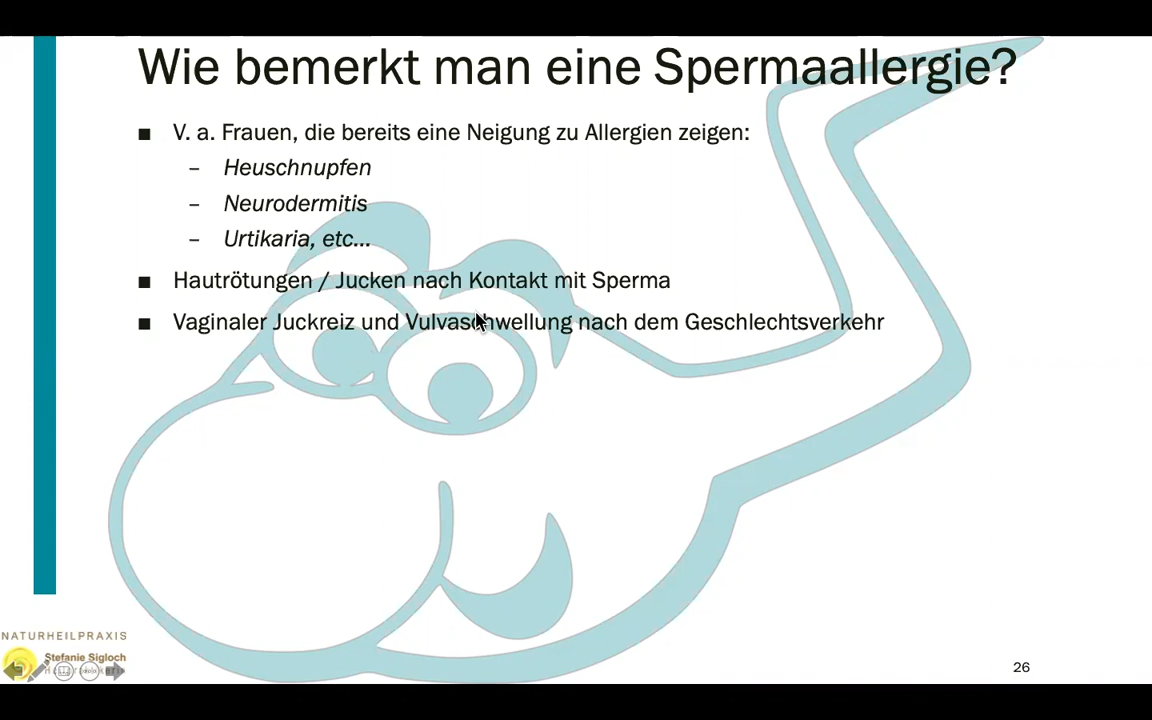 Wie bemerkt man eine Spermaallergie?
■ V. a. Frauen, die bereits eine Neigung zu Allergien zeigen:
– Heuschnupfen
– Neurodermitis
– Urtikaria, etc...
■ Hautrötungen / Jucken nach Kontakt mit Sperma
■ Vaginaler Juckreiz und Vulvaschwellung nach dem Geschlechtsverkehr
NATURHEILPRAXIS
Stefanie Sigloch
26